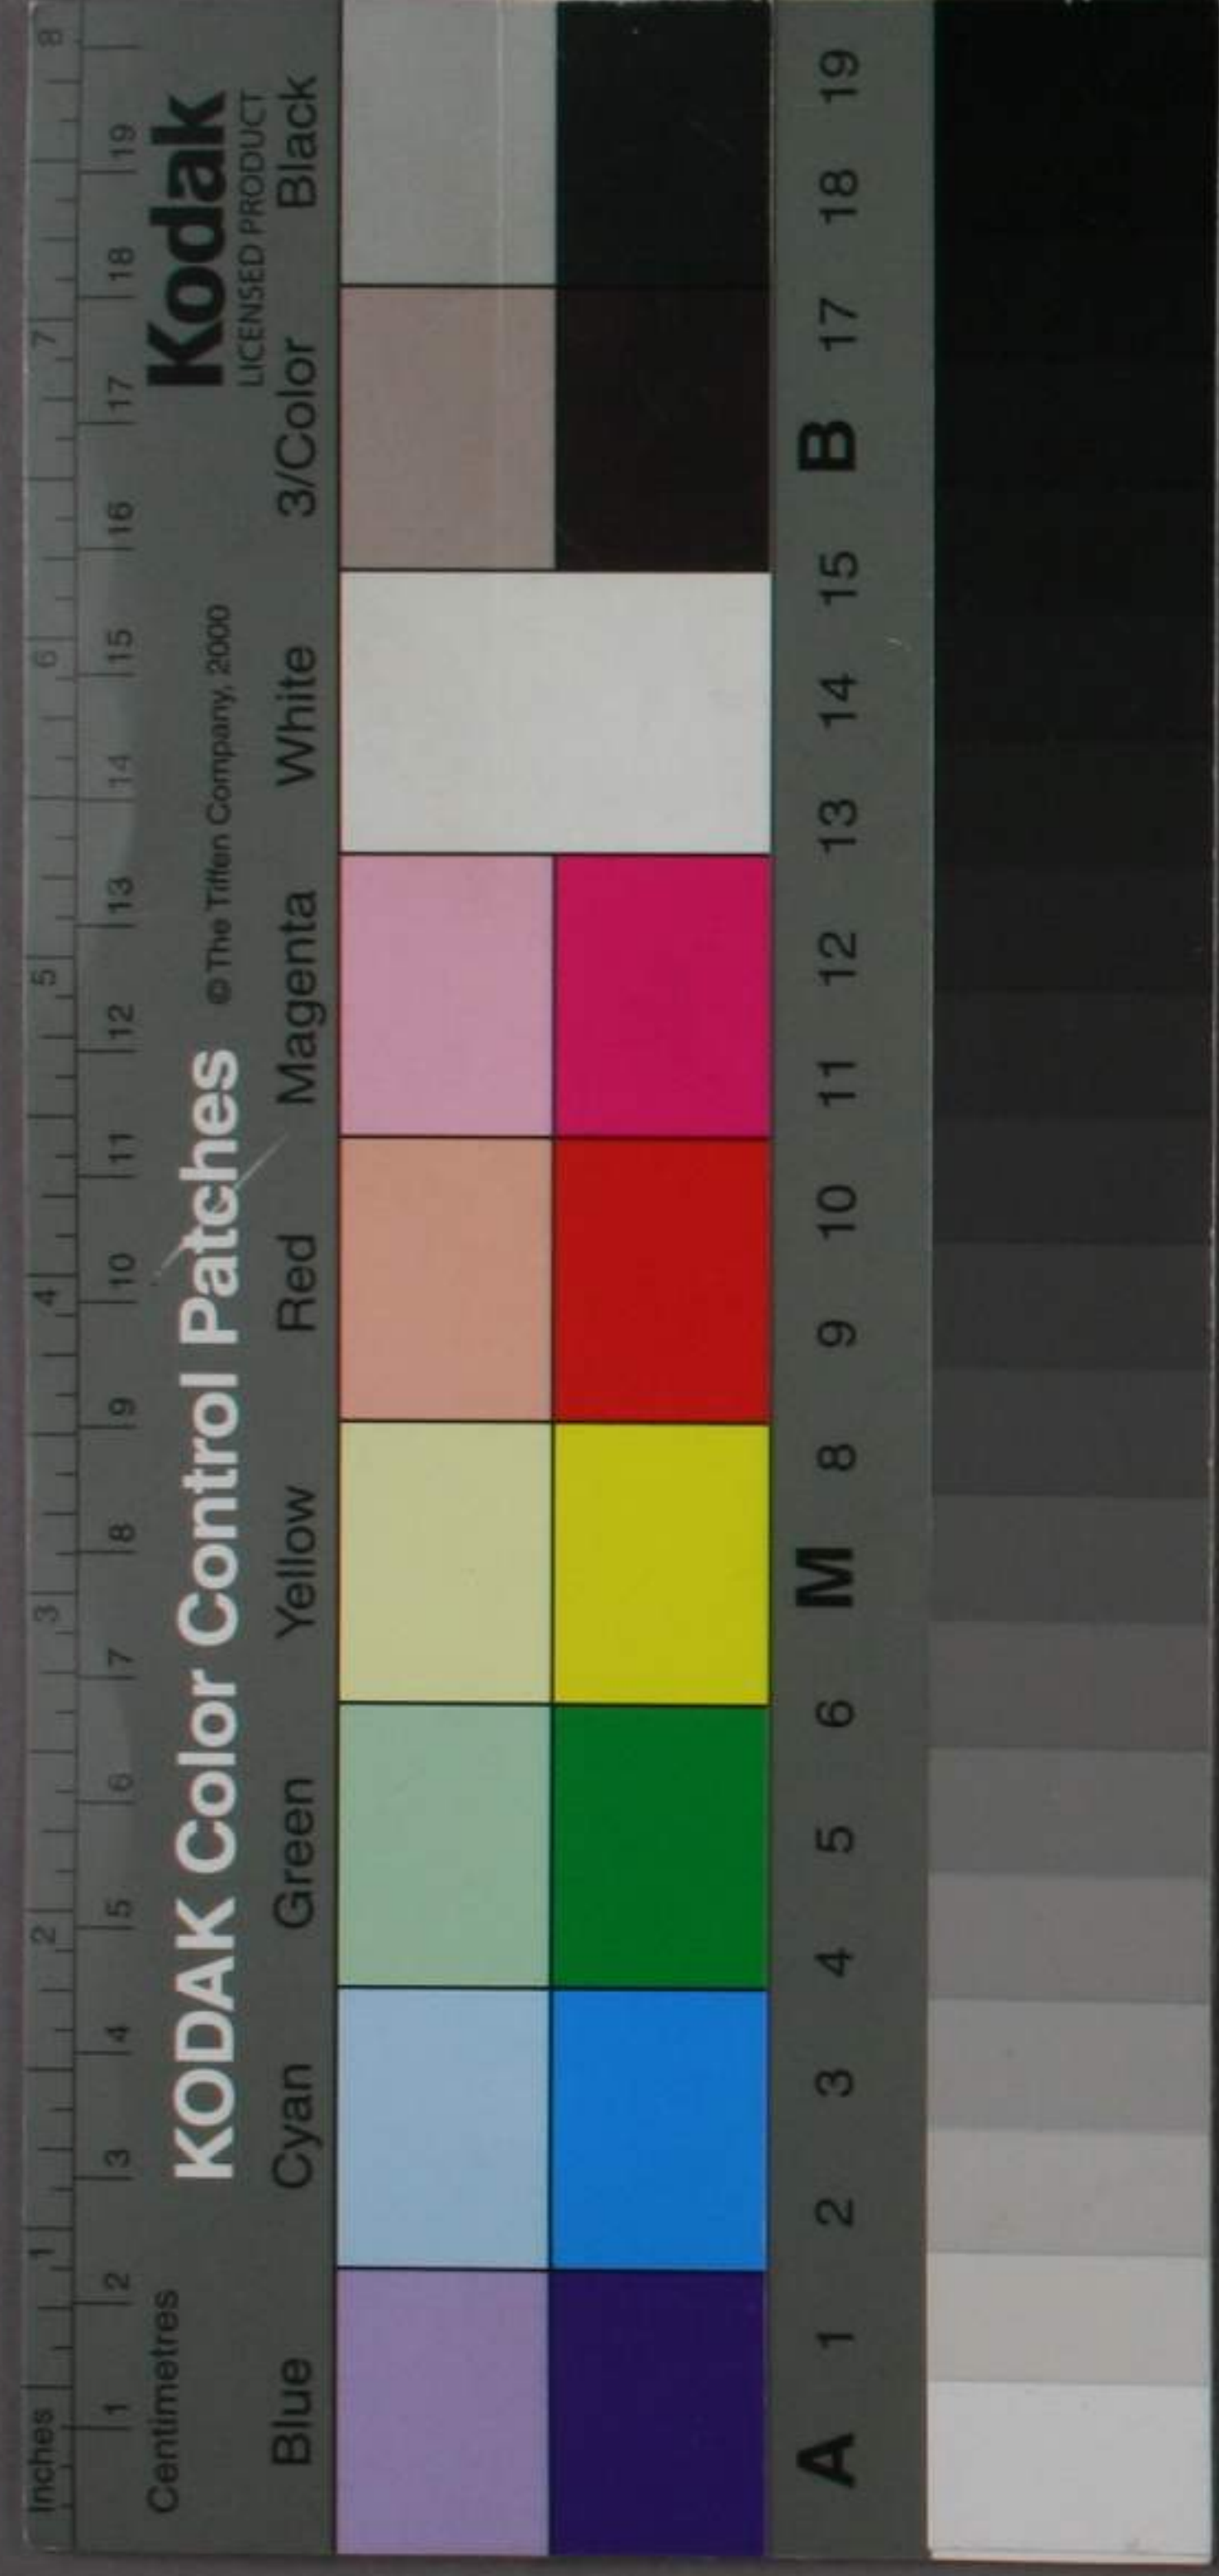 Inches 1 2 3 4 5 6 7 8
Centimetres 1 2 3 4 5 6 7 8 9 10 11 12 13 14 15 16 17 18 19
KODAK Color Control Patches © The Tiffen Company, 2000 Kodak
LICENSED PRODUCT
Blue Cyan Green Yellow Red Magenta White 3/Color Black
A 1 2 3 4 5 6 M 8 9 10 11 12 13 14 15 B 17 18 19